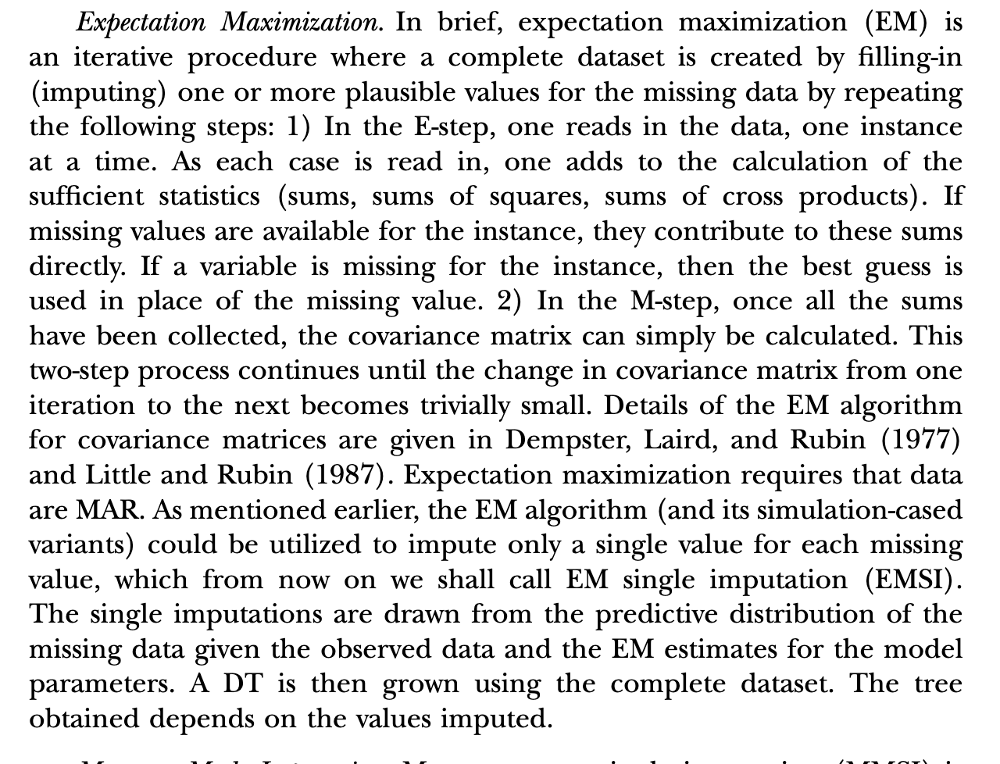 Expectation Maximization. In brief, expectation maximization (EM) is
an iterative procedure where a complete dataset is created by filling-in
(imputing) one or more plausible values for the missing data by repeating
the following steps: 1) In the E-step, one reads in the data, one instance
at a time. As each case is read in, one adds to the calculation of the
sufficient statistics (sums, sums of squares, sums of cross products). If
missing values are available for the instance, they contribute to these sums
directly. If a variable is missing for the instance, then the best guess is
used in place of the missing value. 2) In the M-step, once all the sums
have been collected, the covariance matrix can simply be calculated. This
two-step process continues until the change in covariance matrix from one
iteration to the next becomes trivially small. Details of the EM algorithm
for covariance matrices are given in Dempster, Laird, and Rubin (1977)
and Little and Rubin (1987). Expectation maximization requires that data
are MAR. As mentioned earlier, the EM algorithm (and its simulation-cased
variants) could be utilized to impute only a single value for each missing
value, which from now on we shall call EM single imputation (EMSI).
The single imputations are drawn from the predictive distribution of the
missing data given the observed data and the EM estimates for the model
parameters. A DT is then grown using the complete dataset. The tree
obtained depends on the values imputed.